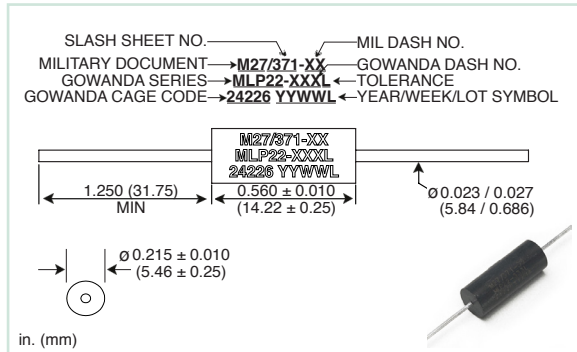 SLASH SHEET NO. MIL DASH NO.
MILITARY DOCUMENT M27/371-XX GOWANDA DASH NO.
GOWANDA SERIES MLP22-XXXL TOLERANCE
GOWANDA CAGE CODE 24226 YYWWL YEAR/WEEK/LOT SYMBOL
M27/371-XX
MLP22-XXXL
24226 YYWWL
1.250 (31.75)
MIN
0.560 ± 0.010
(14.22 ± 0.25)
Ø 0.023 / 0.027
(5.84 / 0.686)
Ø 0.215 ± 0.010
(5.46 ± 0.25)
in. (mm)